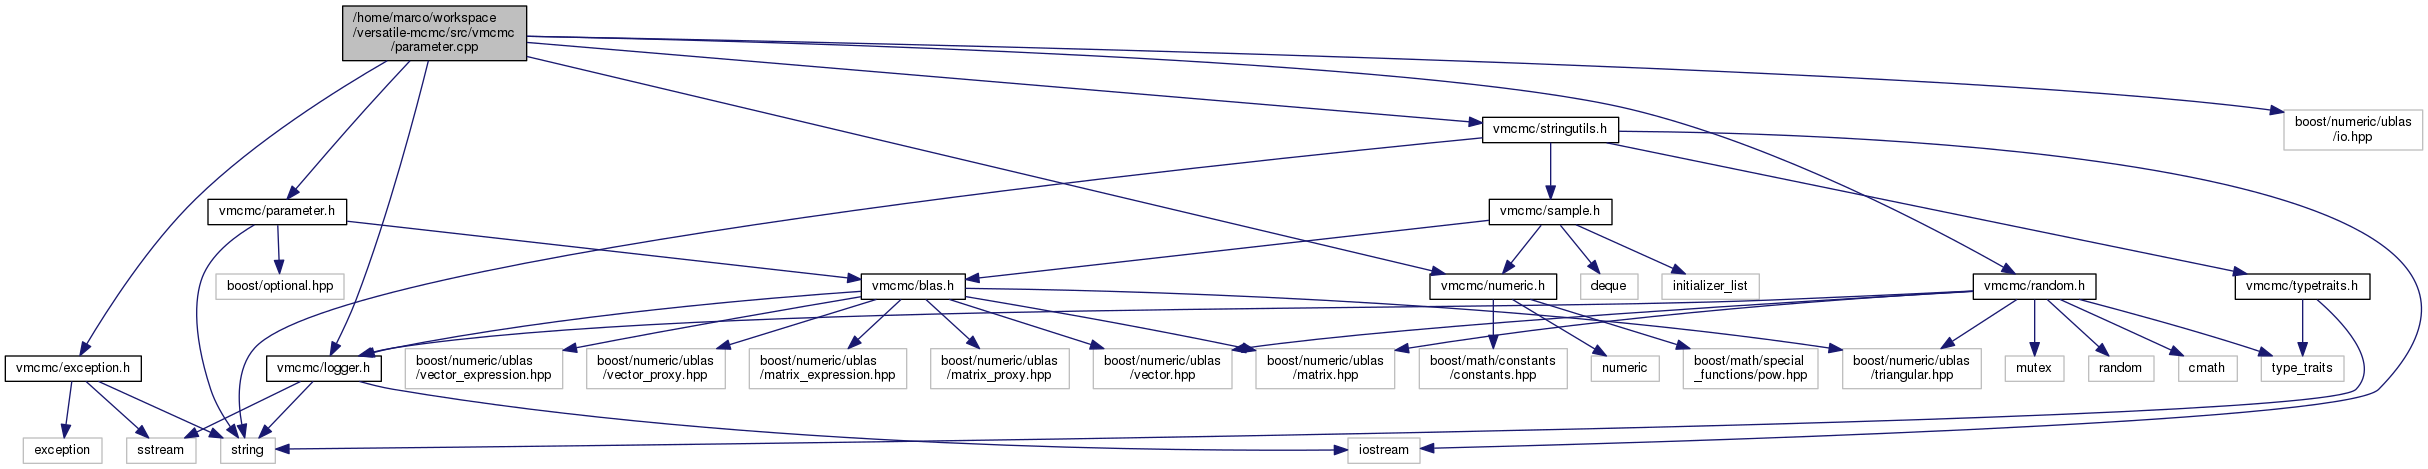 /home/marco/workspace
/versatile-mcmc/src/vmcmc
/parameter.cpp
vmcmc/stringutils.h
boost/numeric/ublas
/io.hpp
vmcmc/parameter.h
vmcmc/sample.h
boost/optional.hpp
vmcmc/blas.h
vmcmc/numeric.h
deque
initializer_list
vmcmc/random.h
vmcmc/typetraits.h
vmcmc/exception.h
vmcmc/logger.h
boost/numeric/ublas
/vector_expression.hpp
boost/numeric/ublas
/vector_proxy.hpp
boost/numeric/ublas
/matrix_expression.hpp
boost/numeric/ublas
/matrix_proxy.hpp
boost/numeric/ublas
/vector.hpp
boost/numeric/ublas
/matrix.hpp
boost/math/constants
/constants.hpp
numeric
boost/math/special
_functions/pow.hpp
boost/numeric/ublas
/triangular.hpp
mutex
random
cmath
type_traits
exception
sstream
string
iostream